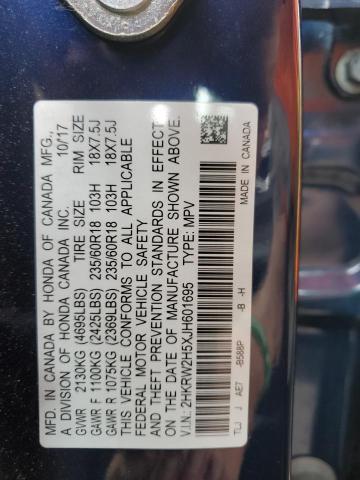 MFD. IN CANADA BY HONDA OF CANADA MFG.,
A DIVISION OF HONDA CANADA INC. 10/17
GVWR 2130KG (4695LBS) TIRE SIZE RIM SIZE
GAWR F 1100KG (2425LBS) 235/60R18 103H 18X7.5J
GAWR R 1075KG (2369LBS) 235/60R18 103H 18X7.5J
THIS VEHICLE CONFORMS TO ALL APPLICABLE
FEDERAL MOTOR VEHICLE SAFETY
AND THEFT PREVENTION STANDARDS IN EFFECT
ON THE DATE OF MANUFACTURE SHOWN ABOVE.
V.I.N.: 2HKRW2H5XJH601695 TYPE: MPV
TLJ J AE7 -B588P -B -H MADE IN CANADA